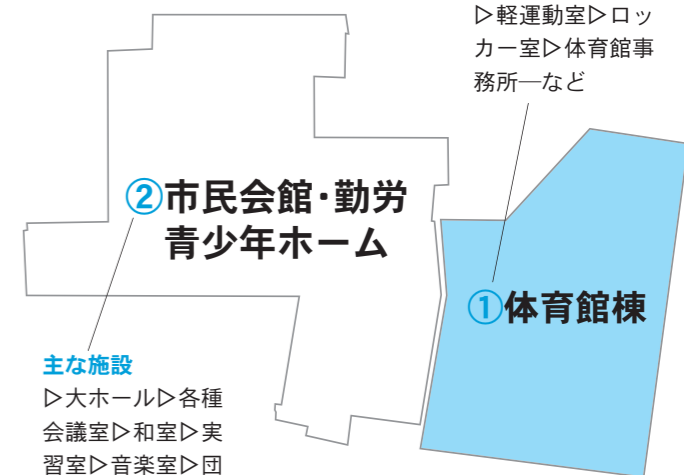 ▷軽運動室▷ロッ
カー室▷体育館事
務所―など
②市民会館・勤労
青少年ホーム
①体育館棟
主な施設
▷大ホール▷各種
会議室▷和室▷実
習室▷音楽室▷団